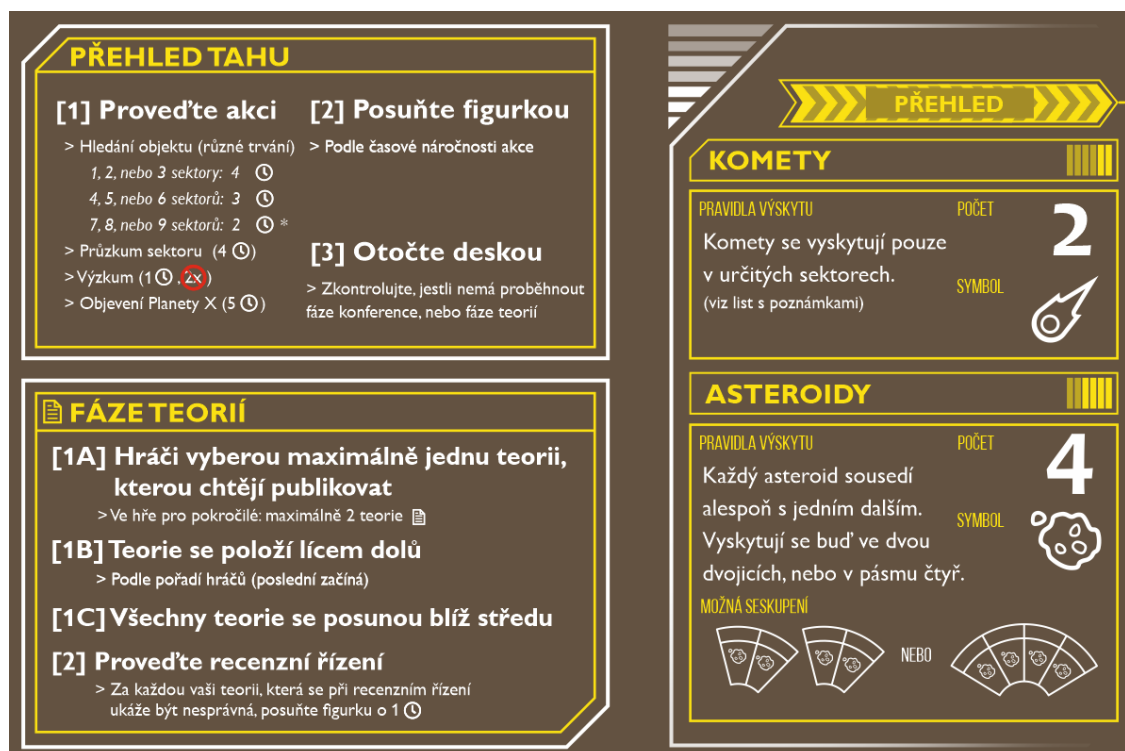 PŘEHLED TAHU
[1] Proveďte akci
> Hledání objektu (různé trvání)
1, 2, nebo 3 sektory: 4
4, 5, nebo 6 sektorů: 3
7, 8, nebo 9 sektorů: 2 *
> Průzkum sektoru (4 )
> Výzkum (1 , 2x )
> Objevení Planety X (5 )
[2] Posuňte figurkou
> Podle časové náročnosti akce
[3] Otočte deskou
> Zkontrolujte, jestli nemá proběhnout
fáze konference, nebo fáze teorií
FÁZE TEORIÍ
[1A] Hráči vyberou maximálně jednu teorii,
kterou chtějí publikovat
> Ve hře pro pokročilé: maximálně 2 teorie
[1B] Teorie se položí lícem dolů
> Podle pořadí hráčů (poslední začíná)
[1C] Všechny teorie se posunou blíž středu
[2] Proveďte recenzní řízení
> Za každou vaši teorii, která se při recenzním řízení
ukáže být nesprávná, posuňte figurku o 1
PŘEHLED
KOMETY
PRAVIDLA VÝSKYTU
Komety se vyskytují pouze
v určitých sektorech.
(viz list s poznámkami)
POČET
2
SYMBOL
ASTEROIDY
PRAVIDLA VÝSKYTU
Každý asteroid sousedí
alespoň s jedním dalším.
Vyskytují se buď ve dvou
dvojicích, nebo v pásmu čtyř.
POČET
4
SYMBOL
MOŽNÁ SESKUPENÍ
NEBO